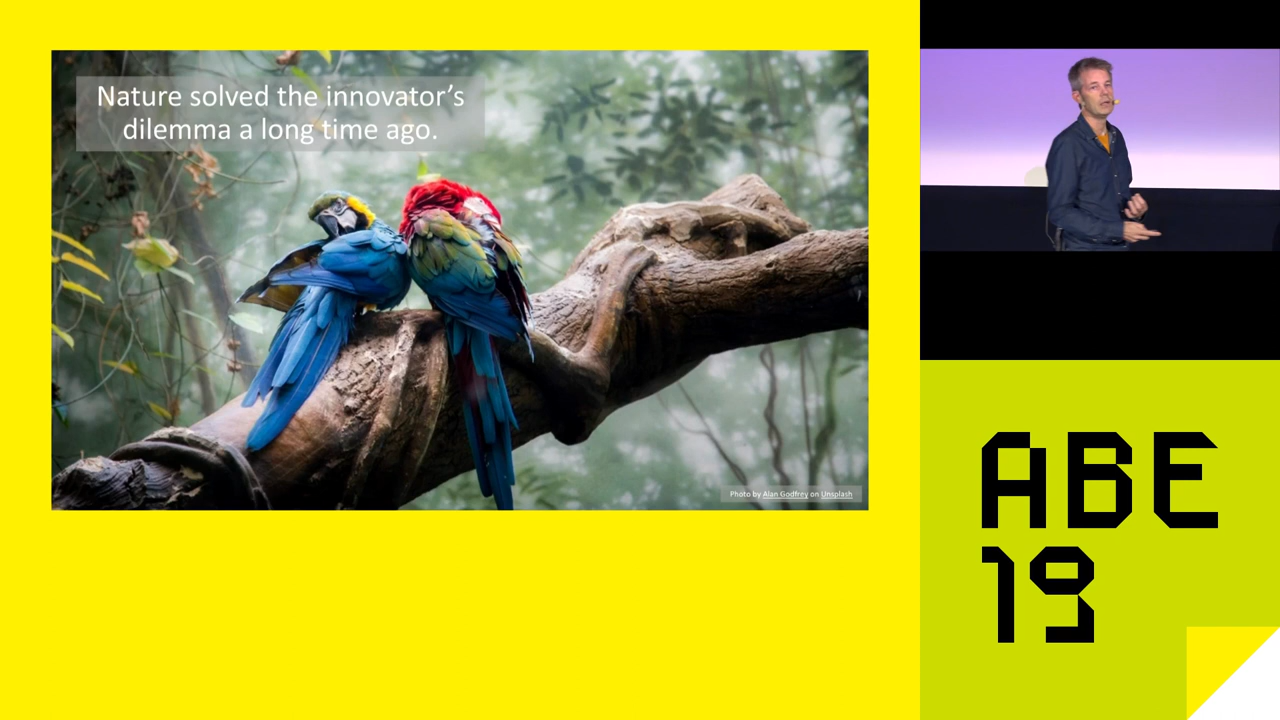 Nature solved the innovator's
dilemma a long time ago.
Photo by Alan Godfrey on Unsplash
ABE
19